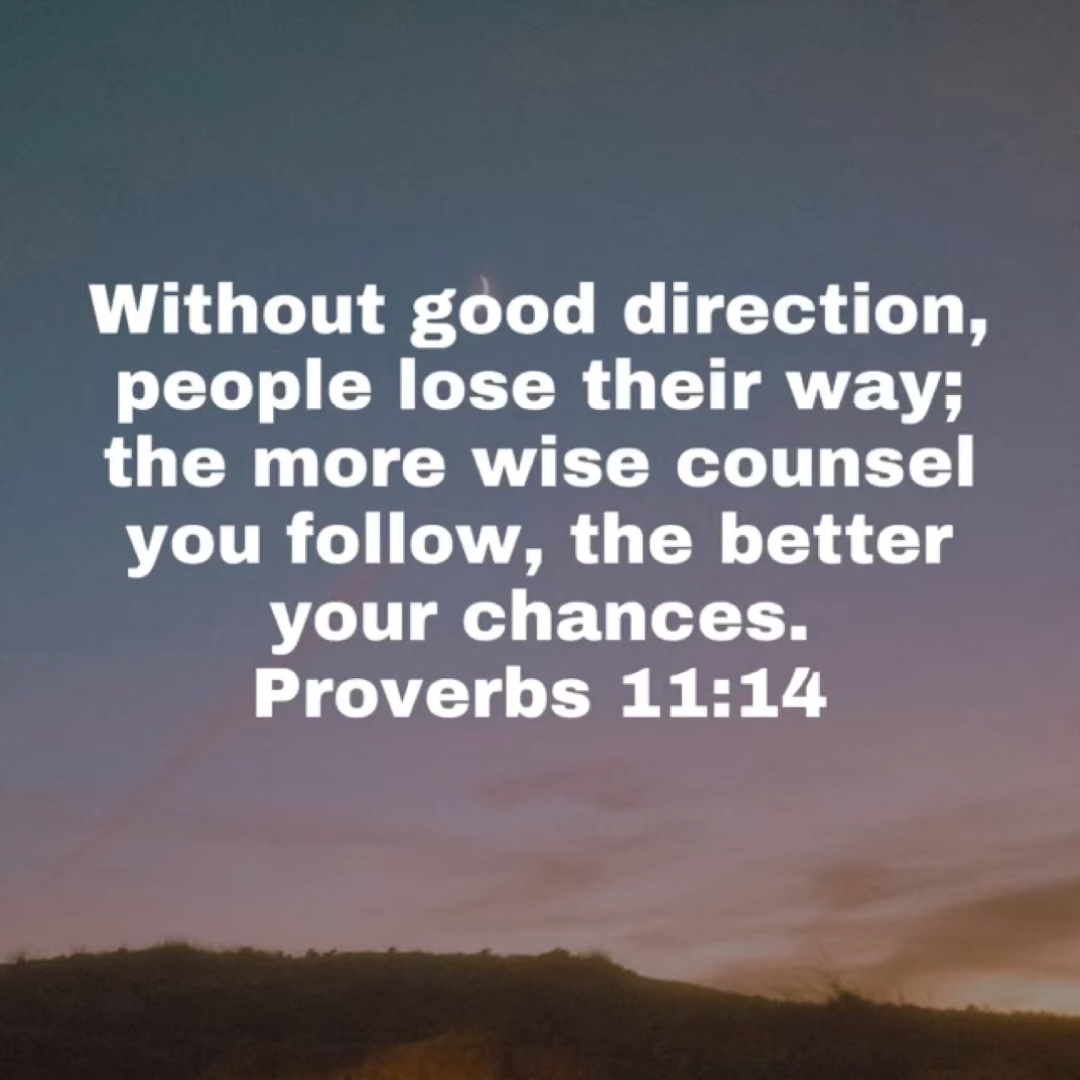 Without good direction,
people lose their way;
the more wise counsel
you follow, the better
your chances.
Proverbs 11:14